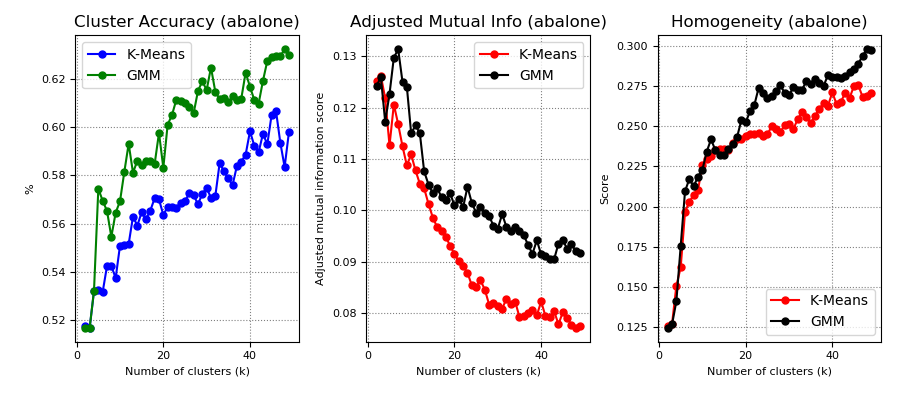 Cluster Accuracy (abalone)
%
0.62
0.60
0.58
0.56
0.54
0.52
K-Means
GMM
0
20
40
Number of clusters (k)
Adjusted Mutual Info (abalone)
Adjusted mutual information score
0.13
0.12
0.11
0.10
0.09
0.08
K-Means
GMM
0
20
40
Number of clusters (k)
Homogeneity (abalone)
Score
0.300
0.275
0.250
0.225
0.200
0.175
0.150
0.125
K-Means
GMM
0
20
40
Number of clusters (k)